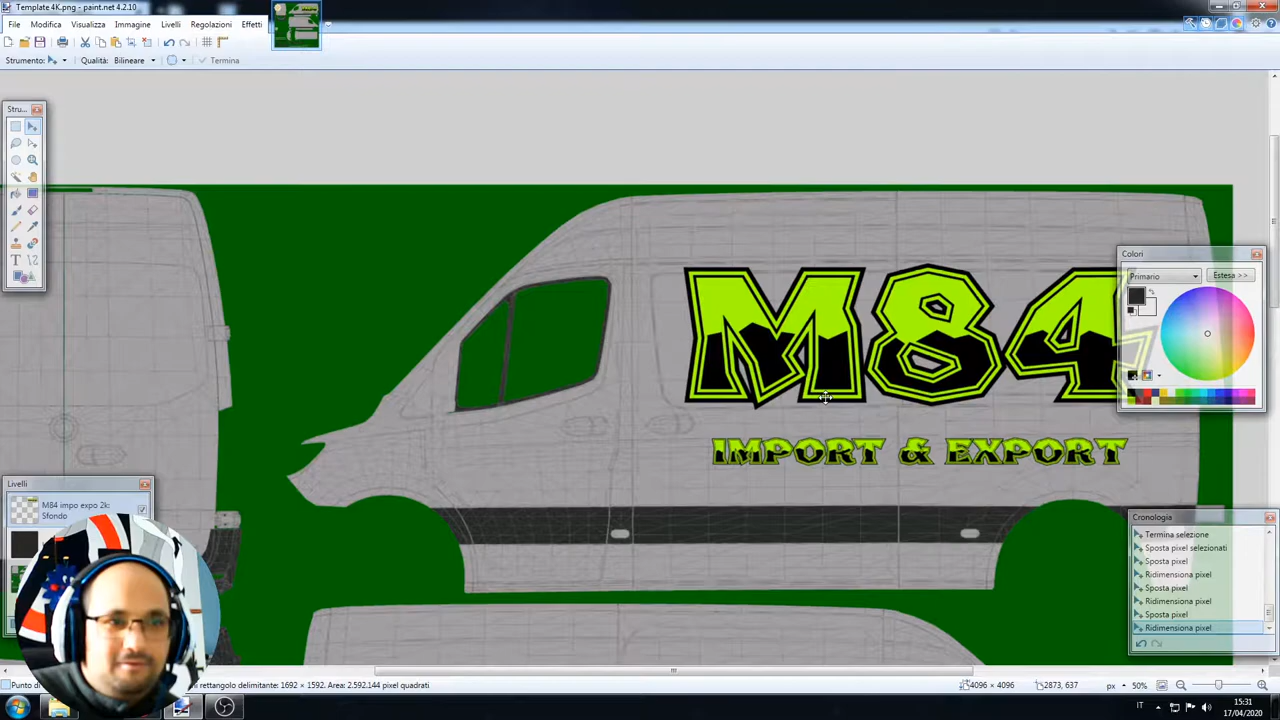 Template 4K.png - paint.net 4.2.10
File Modifica Visualizza Immagine Livelli Regolazioni Effetti
Strumento: Qualità: Bilineare Termina
Stru...
M84
IMPORT & EXPORT
Colori
Primario Estesa >>
Livelli
M84 impo expo 2k:
Sfondo
Cronologia
Termina selezione
Sposta pixel selezionati
Sposta pixel
Ridimensiona pixel
Sposta pixel
Ridimensiona pixel
Sposta pixel
Ridimensiona pixel
Punto di
rettangolo delimitante: 1692 × 1592. Area: 2.592.144 pixel quadrati
4096 × 4096 2873, 637 px 50%
IT 15:31
17/04/2020